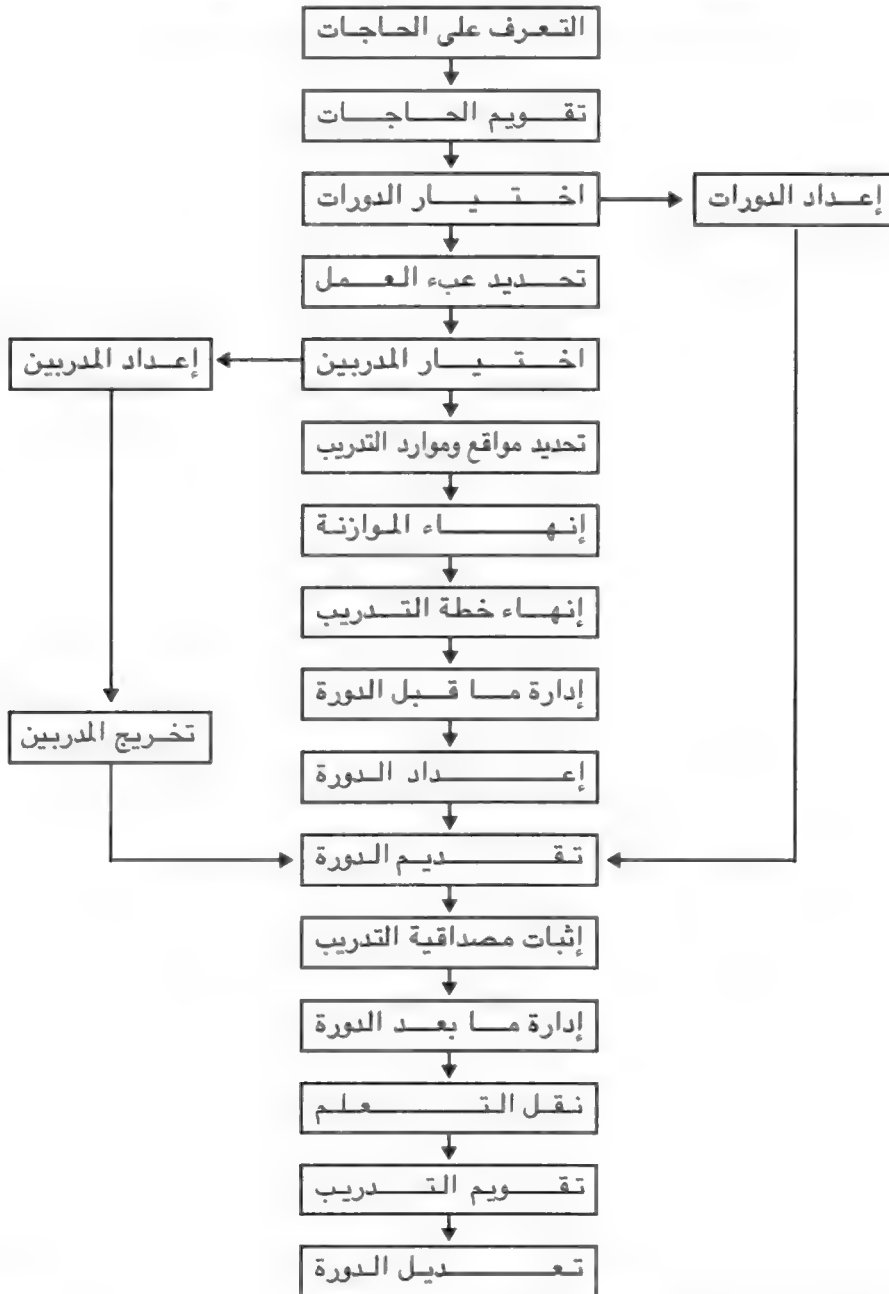 التعرف على الحاجات
تقويم الحاجات
اختيار الدورات
إعداد الدورات
تحديد عبء العمل
اختيار المدربين
إعداد المدربين
تحديد مواقع وموارد التدريب
إنهاء الموازنة
إنهاء خطة التدريب
إدارة ما قبل الدورة
تخريج المدربين
إعداد الدورة
تقديم الدورة
إثبات مصداقية التدريب
إدارة ما بعد الدورة
نقل التعلم
تقويم التدريب
تعديل الدورة